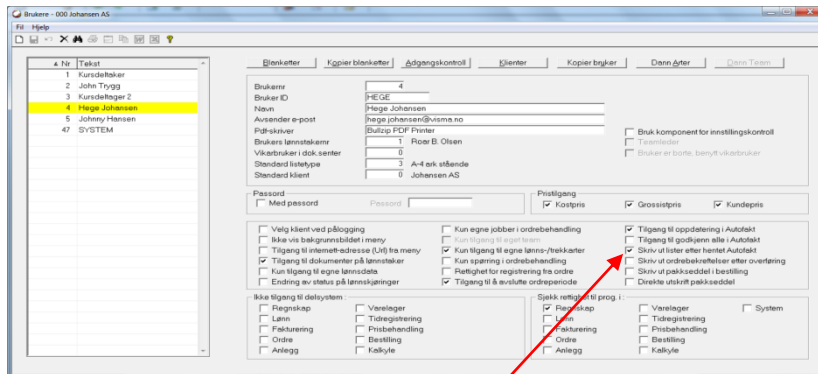 Brukere - 000 Johansen AS
Fil Hjelp
Nr Tekst
1 Kursdeltaker
2 John Trygg
3 Kursdeltager 2
4 Hege Johansen
5 Johnny Hansen
47 SYSTEM
Blanketter Kopier blanketter Adgangskontroll Klienter Kopier bruker Dann Arter Dann Team
Brukernr 4
Bruker ID HEGE
Navn Hege Johansen
Avsender e-post hege.johansen@visma.no
Pdf-skriver Bullzip PDF Printer
Brukers lønnstakernr 1 Roar B. Olsen
Vikarbruker i dok.senter 0
Standard listetype 3 A-4 ark stående
Standard klient 0 Johansen AS
Bruk komponent for innstillingskontroll
Teamleder
Bruker er borte, benytt vikarbruker
Passord
Med passord Passord
Pristilgang
Kostpris Grossistpris Kundepris
Velg klient ved pålogging
Ikke vis bakgrunnsbildet i meny
Tilgang til internett-adresse (Url) fra meny
Tilgang til dokumenter på lønnstaker
Kun tilgang til egne lønnsdata
Endring av status på lønnskjøringer
Kun egne jobber i ordrebehandling
Kun tilgang til eget team
Kun tilgang til egne lønns-/trekkarter
Kun spørring i ordrebehandling
Rettighet for registrering fra ordre
Tilgang til å avslutte ordreperiode
Tilgang til oppdatering i Autofakt
Tilgang til godkjenn alle i Autofakt
Skriv ut lister etter hentet Autofakt
Skriv ut ordrebekreftelser etter overføring
Skriv ut pakkseddel i bestilling
Direkte utskrift pakkseddel
Ikke tilgang til delsystem :
Regnskap Varelager
Lønn Tidregistrering
Fakturering Prisbehandling
Ordre Bestilling
Anlegg Kalkyle
Sjekk rettighet til prog. i :
Regnskap Varelager System
Lønn Tidregistrering
Fakturering Prisbehandling
Ordre Bestilling
Anlegg Kalkyle